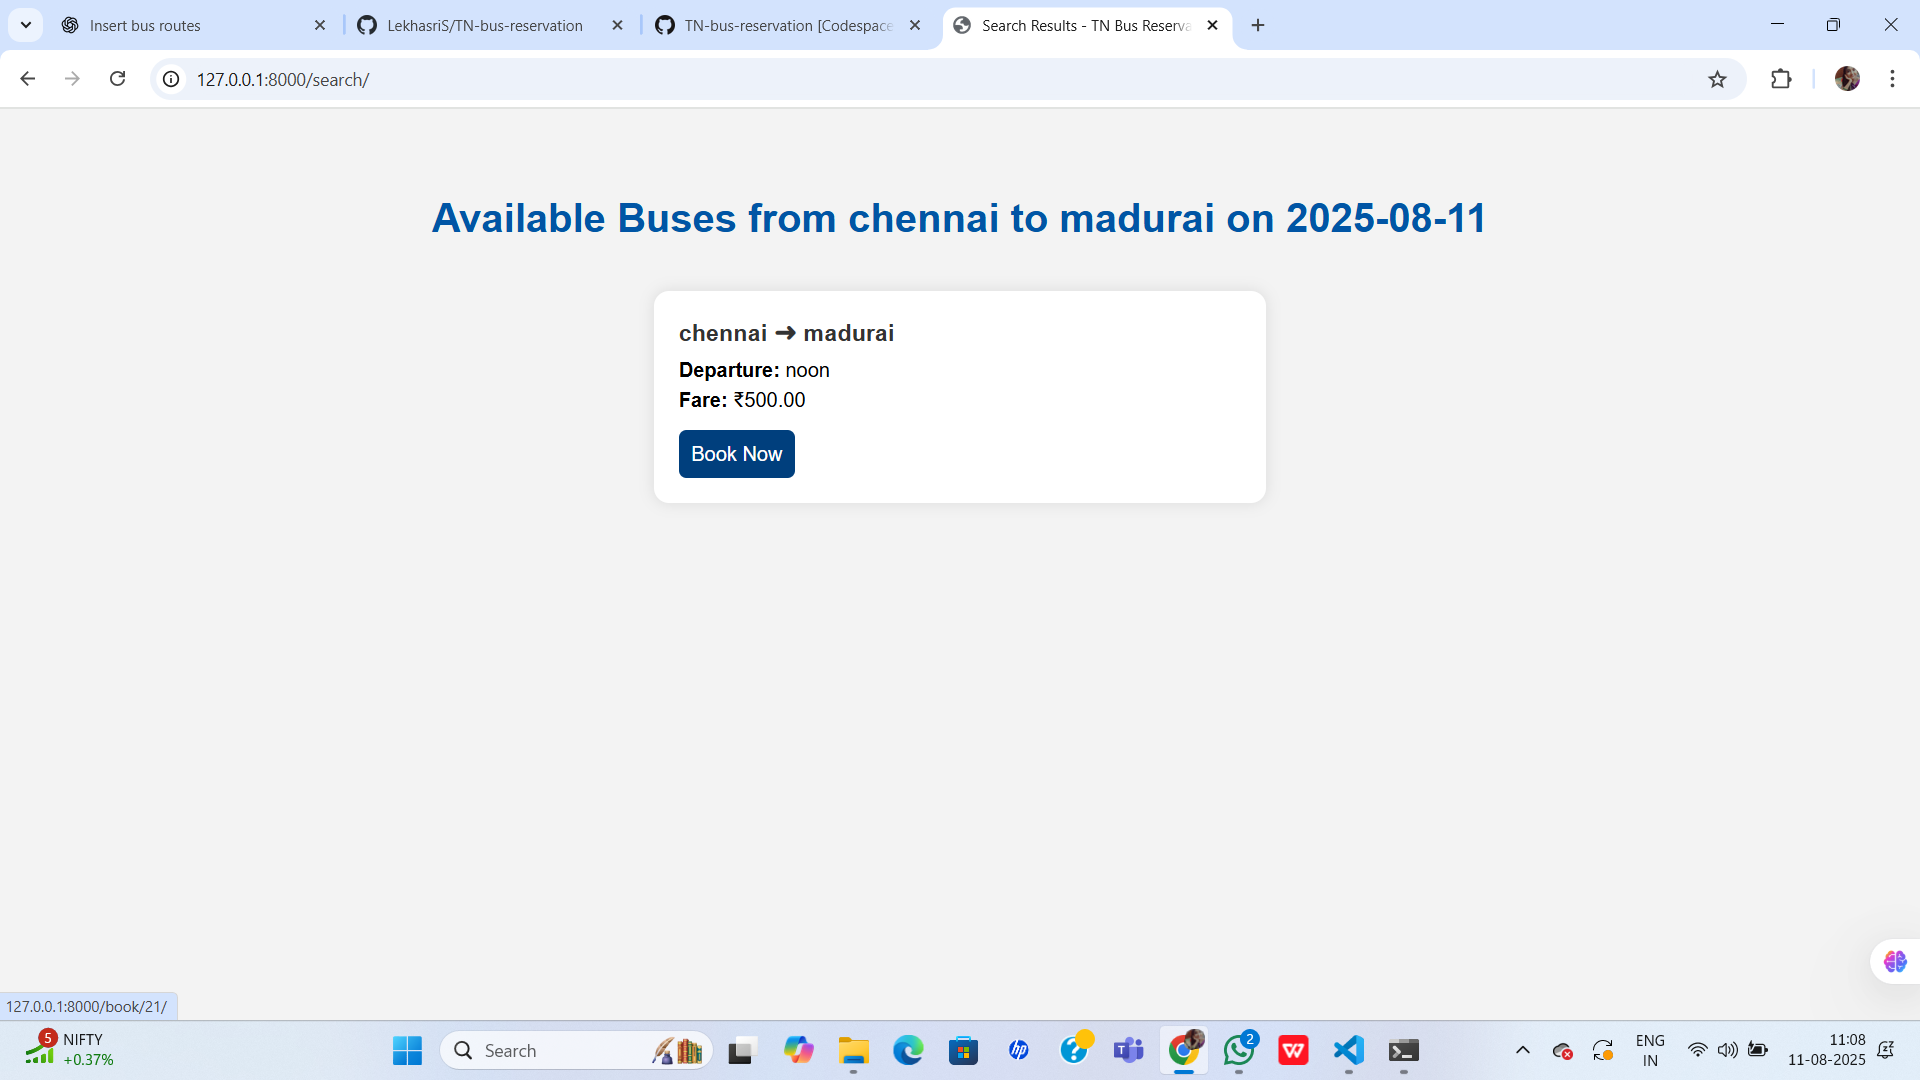 Insert bus routes
LekhasriS/TN-bus-reservation
TN-bus-reservation [Codespace
Search Results - TN Bus Reserva
127.0.0.1:8000/search/
Available Buses from chennai to madurai on 2025-08-11
chennai ➜ madurai
Departure: noon
Fare: ₹500.00
Book Now
127.0.0.1:8000/book/21/
5
NIFTY
+0.37%
Search
hp
T
2
W
ENG
IN
11:08
11-08-2025